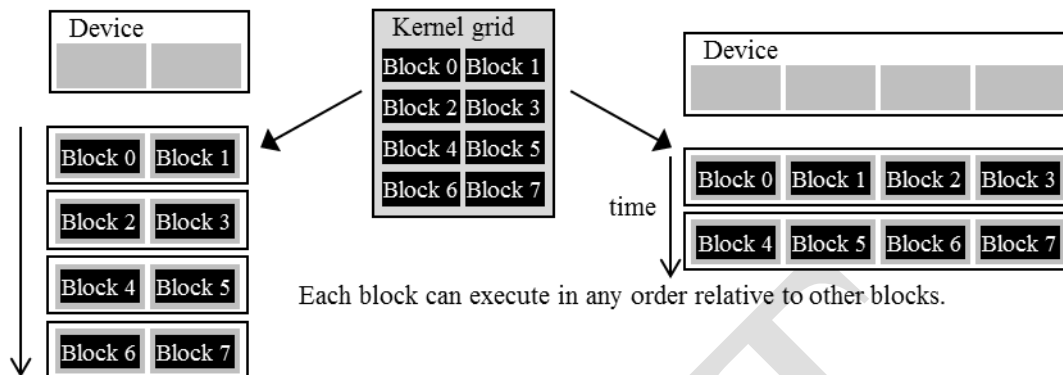 Device
Block 0 Block 1
Block 2 Block 3
Block 4 Block 5
Block 6 Block 7
Kernel grid
Block 0 Block 1
Block 2 Block 3
Block 4 Block 5
Block 6 Block 7
Device
time
Block 0 Block 1 Block 2 Block 3
Block 4 Block 5 Block 6 Block 7
Each block can execute in any order relative to other blocks.